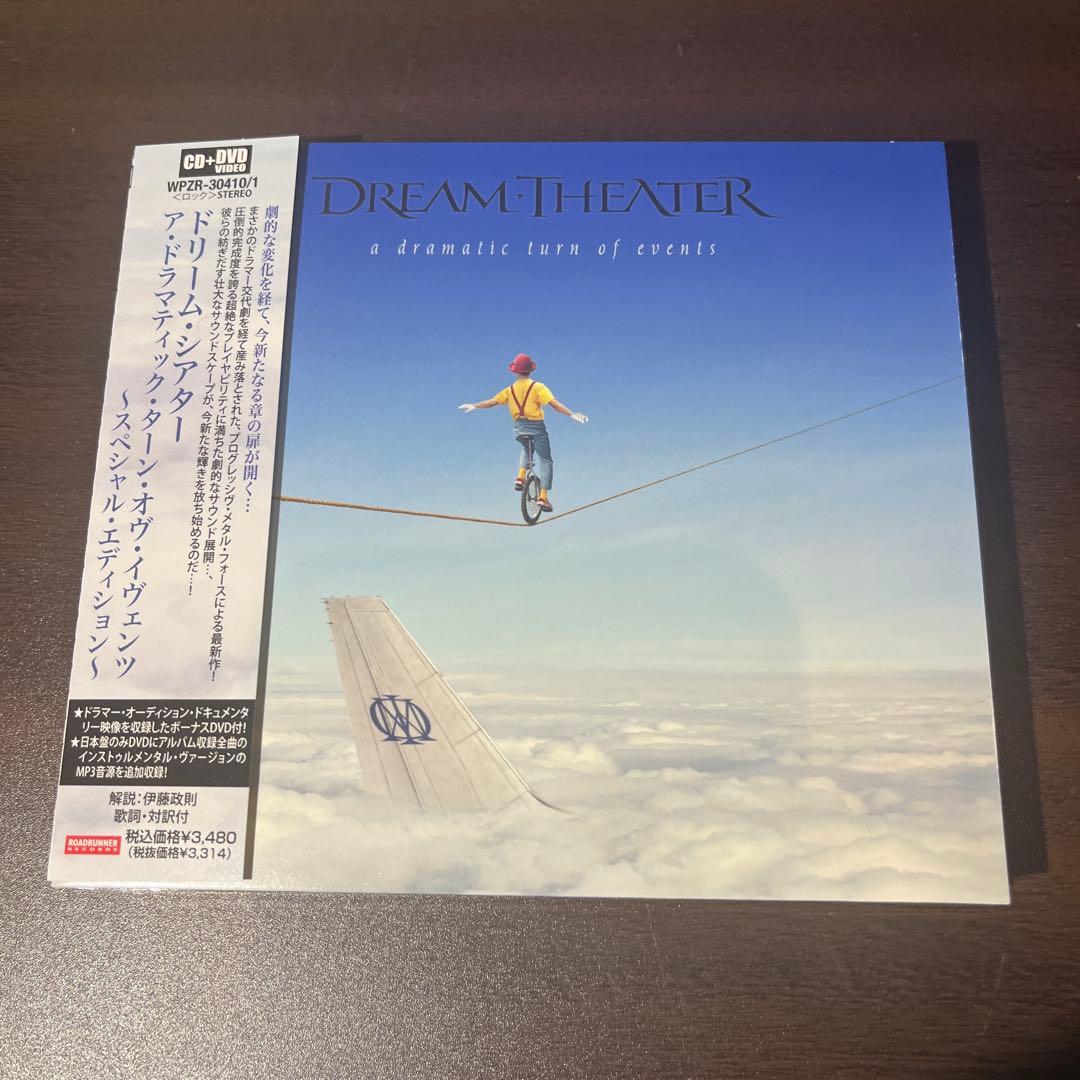 CD+DVD
VIDEO
WPZR-30410/1
<ロック>STEREO
劇的な変化を経て、今新たなる章の扉が開く…
まさかのドラマー交代劇を経て産み落とされた、プログレッシヴ・メタル・フォースによる最新作!
圧倒的完成度を誇る超絶なプレイヤビリティに満ちた劇的なサウンド展開…、
彼らの紡ぎだす壮大なサウンドスケープが、今新たな輝きを放ち始めるのだ…!
ドリーム・シアター
ア・ドラマティック・ターン・オヴ・イヴェンツ
〜スペシャル・エディション〜
★ドラマー・オーディション・ドキュメンタ
リー映像を収録したボーナスDVD付!
★日本盤のみDVDにアルバム収録全曲の
インストゥルメンタル・ヴァージョンの
MP3音源を追加収録!
解説:伊藤政則
歌詞・対訳付
ROADRUNNER
RECORDS
税込価格¥3,480
(税抜価格¥3,314)
DREAM·THEATER
a dramatic turn of events